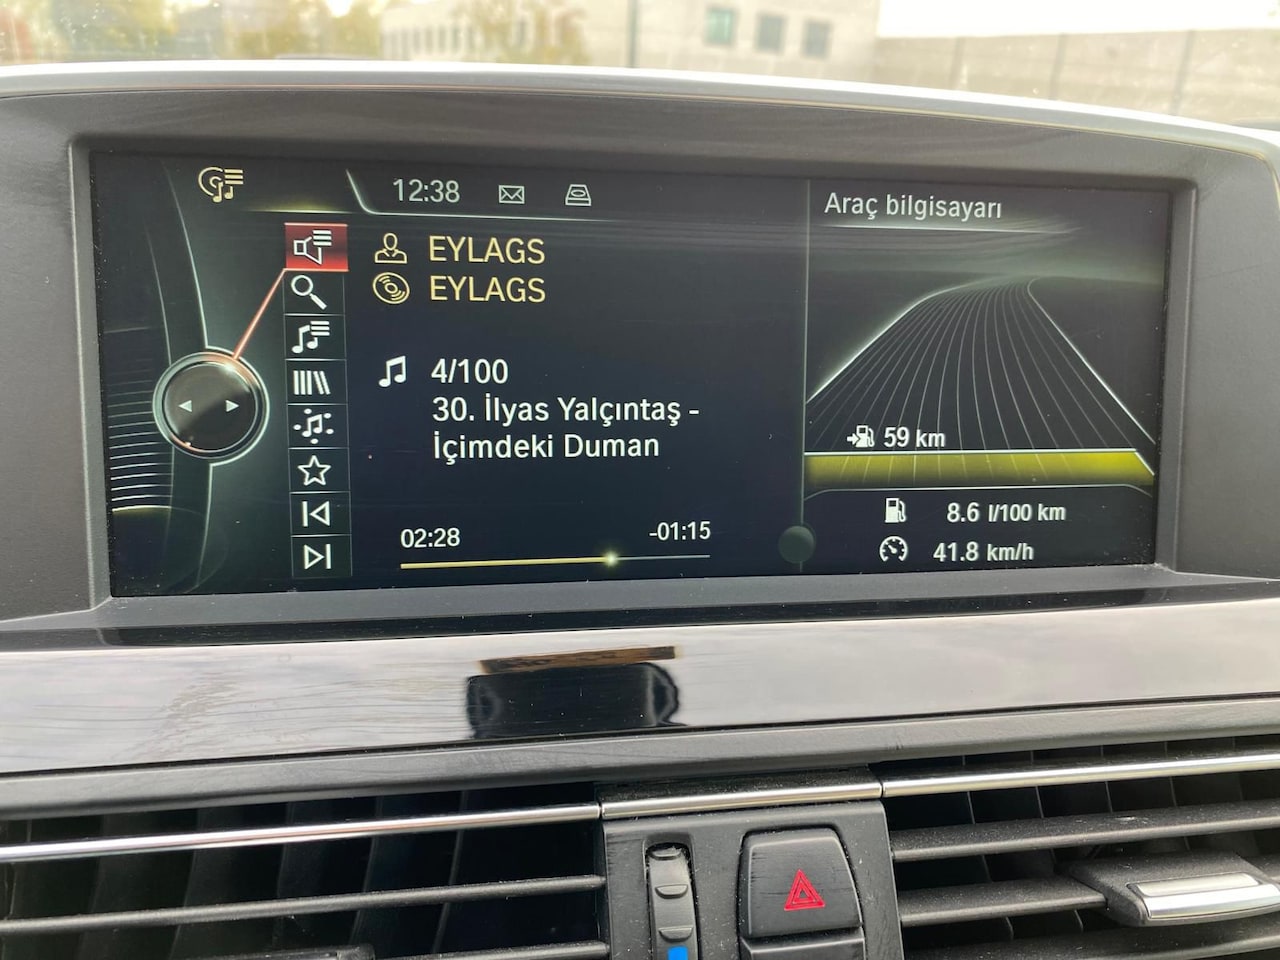 12:38
Araç bilgisayarı
EYLAGS
EYLAGS
4/100
30. İlyas Yalçıntaş -
İçimdeki Duman
59 km
02:28
-01:15
8.6 l/100 km
41.8 km/h